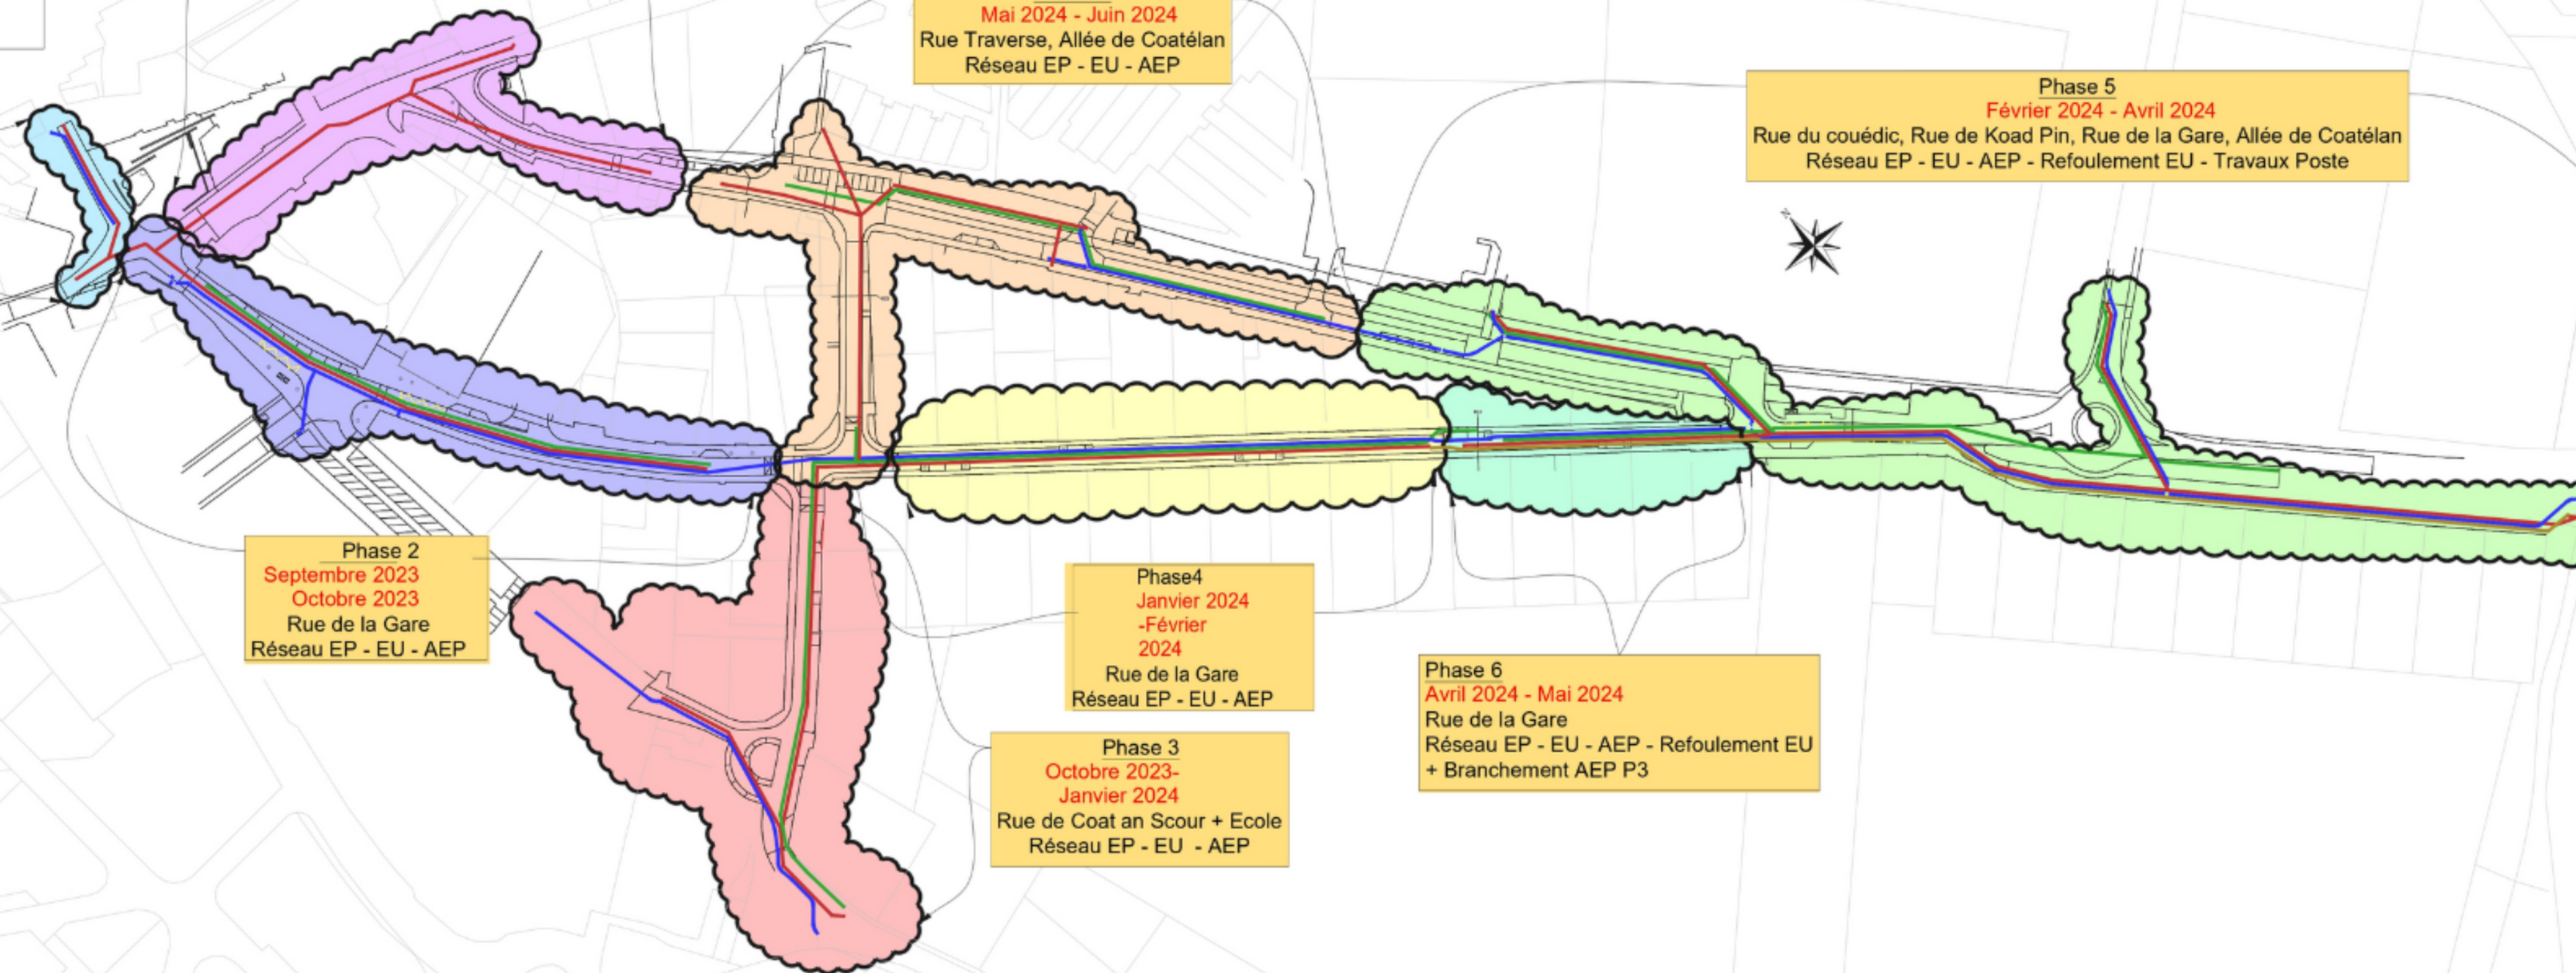 Mai 2024 - Juin 2024
Rue Traverse, Allée de Coatélan
Réseau EP - EU - AEP
Phase 5
Février 2024 - Avril 2024
Rue du couédic, Rue de Koad Pin, Rue de la Gare, Allée de Coatélan
Réseau EP - EU - AEP - Refoulement EU - Travaux Poste
Phase 2
Septembre 2023
Octobre 2023
Rue de la Gare
Réseau EP - EU - AEP
Phase4
Janvier 2024
-Février
2024
Rue de la Gare
Réseau EP - EU - AEP
Phase 6
Avril 2024 - Mai 2024
Rue de la Gare
Réseau EP - EU - AEP - Refoulement EU
+ Branchement AEP P3
Phase 3
Octobre 2023-
Janvier 2024
Rue de Coat an Scour + Ecole
Réseau EP - EU - AEP